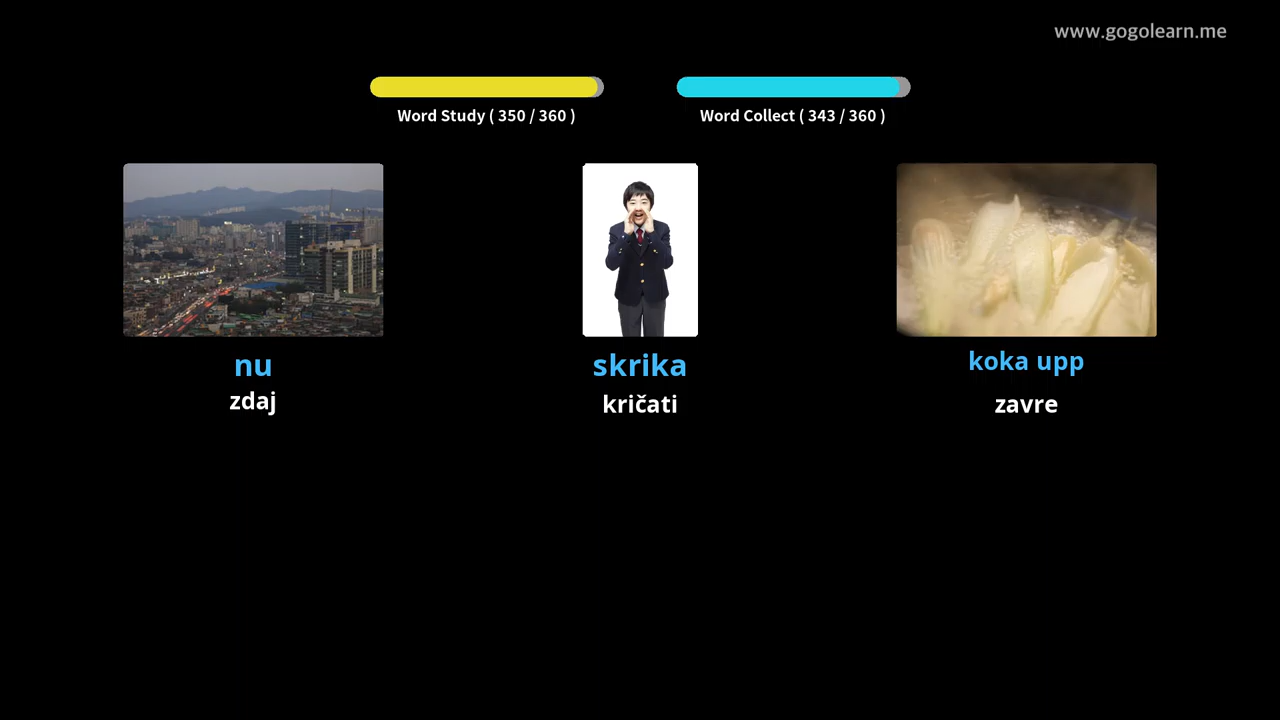 www.gogolearn.me
Word Study ( 350 / 360 )
Word Collect ( 343 / 360 )
nu
zdaj
skrika
kričati
koka upp
zavre